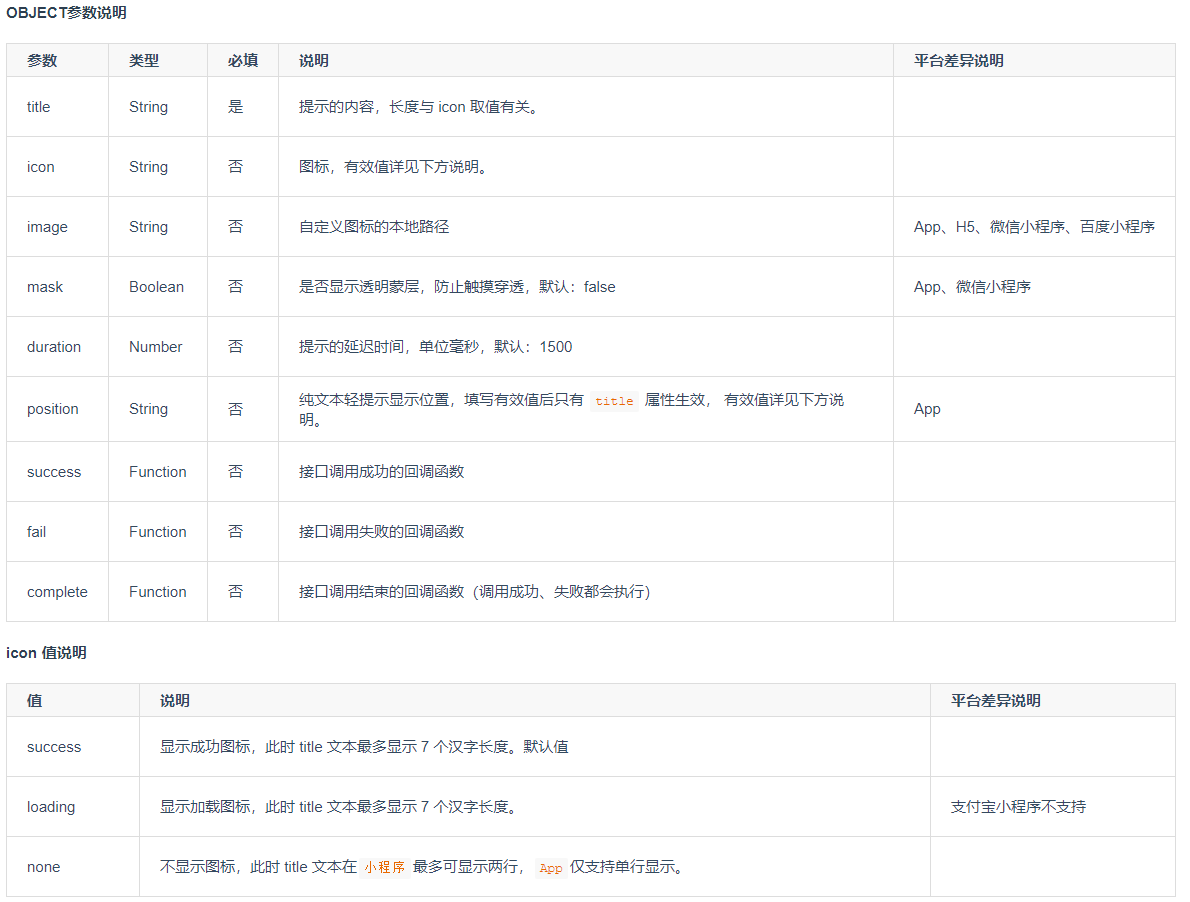 OBJECT参数说明
参数 类型 必填 说明 平台差异说明
title String 是 提示的内容，长度与 icon 取值有关。
icon String 否 图标，有效值详见下方说明。
image String 否 自定义图标的本地路径 App、H5、微信小程序、百度小程序
mask Boolean 否 是否显示透明蒙层，防止触摸穿透，默认：false App、微信小程序
duration Number 否 提示的延迟时间，单位毫秒，默认：1500
position String 否 纯文本轻提示显示位置，填写有效值后只有 title 属性生效， 有效值详见下方说
明。 App
success Function 否 接口调用成功的回调函数
fail Function 否 接口调用失败的回调函数
complete Function 否 接口调用结束的回调函数（调用成功、失败都会执行）
icon 值说明
值 说明 平台差异说明
success 显示成功图标，此时 title 文本最多显示 7 个汉字长度。默认值
loading 显示加载图标，此时 title 文本最多显示 7 个汉字长度。 支付宝小程序不支持
none 不显示图标，此时 title 文本在 小程序 最多可显示两行， App 仅支持单行显示。